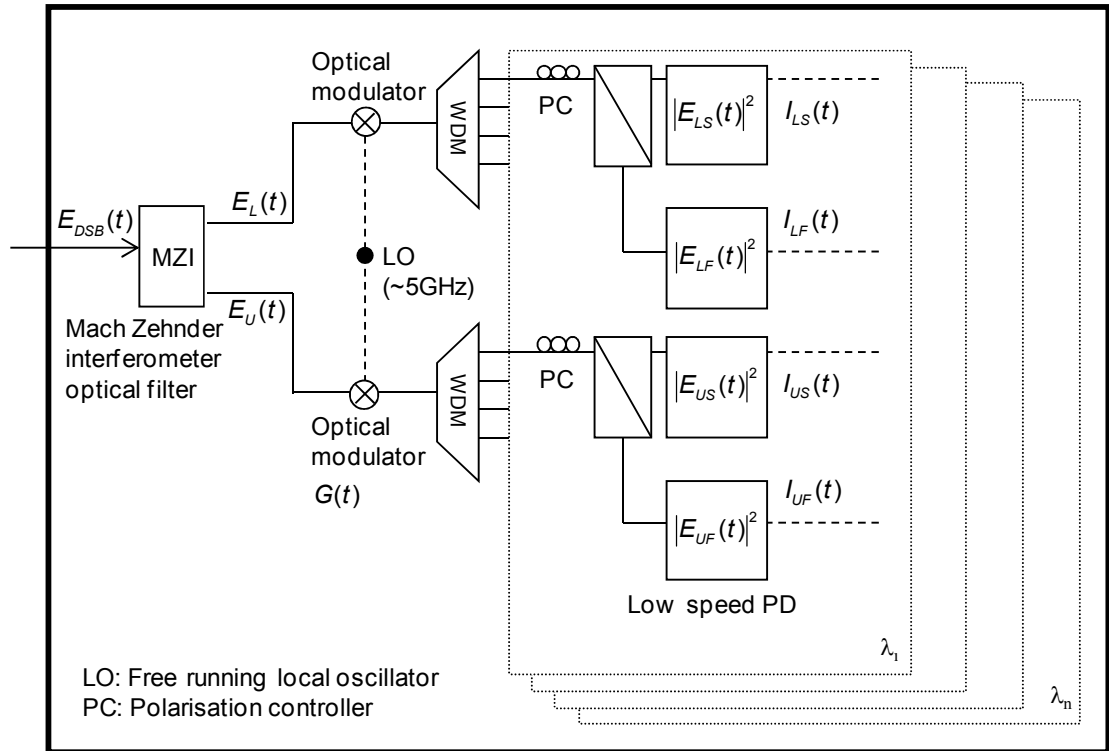 Optical
modulator
WDM
PC
|E_LS(t)|²
I_LS(t)
E_DSB(t)
E_L(t)
MZI
LO
(~5GHz)
|E_LF(t)|²
I_LF(t)
E_U(t)
Mach Zehnder
interferometer
optical filter
WDM
PC
|E_US(t)|²
I_US(t)
Optical
modulator
G(t)
|E_UF(t)|²
I_UF(t)
Low speed PD
λ₁
λₙ
LO: Free running local oscillator
PC: Polarisation controller